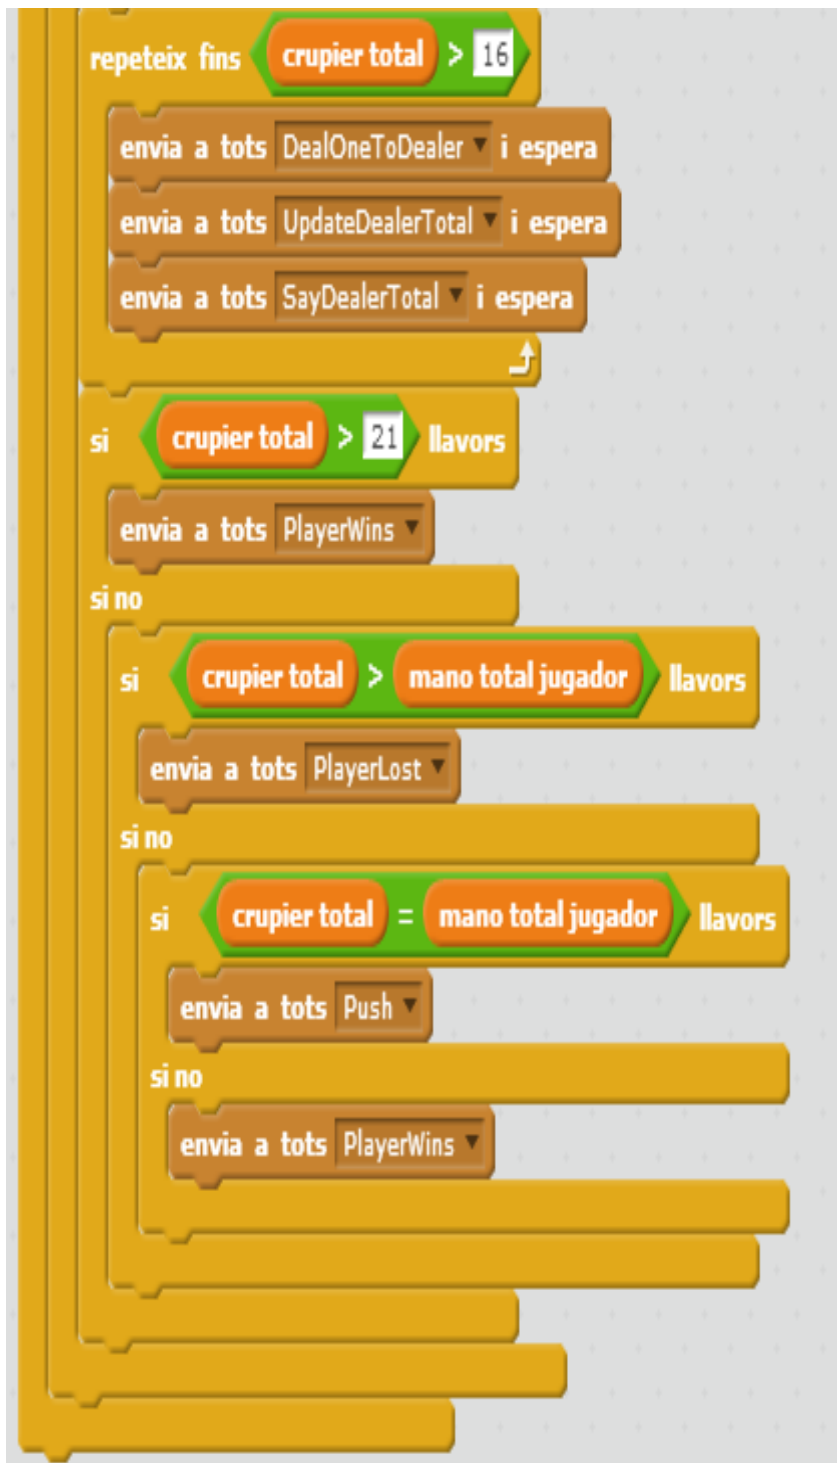 repeteix fins crupier total > 16
envia a tots DealOneToDealer i espera
envia a tots UpdateDealerTotal i espera
envia a tots SayDealerTotal i espera
si crupier total > 21 llavors
envia a tots PlayerWins
si no
si crupier total > mano total jugador llavors
envia a tots PlayerLost
si no
si crupier total = mano total jugador llavors
envia a tots Push
si no
envia a tots PlayerWins